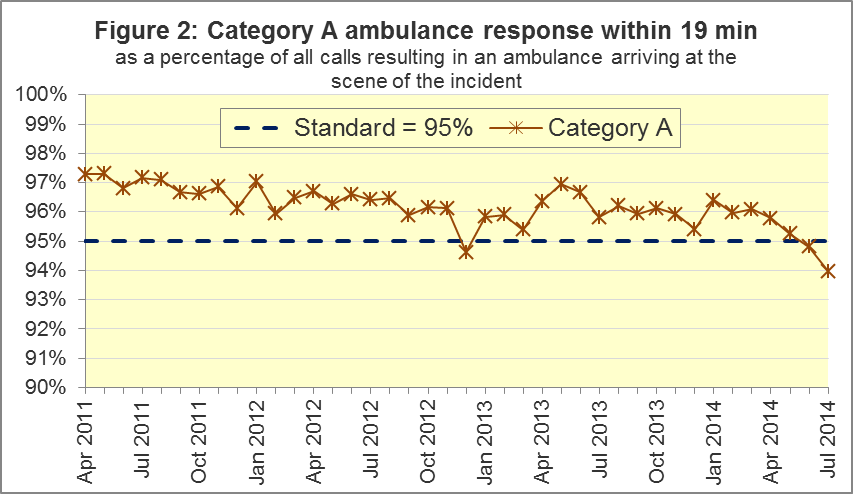 Figure 2: Category A ambulance response within 19 min
as a percentage of all calls resulting in an ambulance arriving at the
scene of the incident
100%
99%
98%
97%
96%
95%
94%
93%
92%
91%
90%
Standard = 95%
Category A
Apr 2011
Jul 2011
Oct 2011
Jan 2012
Apr 2012
Jul 2012
Oct 2012
Jan 2013
Apr 2013
Jul 2013
Oct 2013
Jan 2014
Apr 2014
Jul 2014